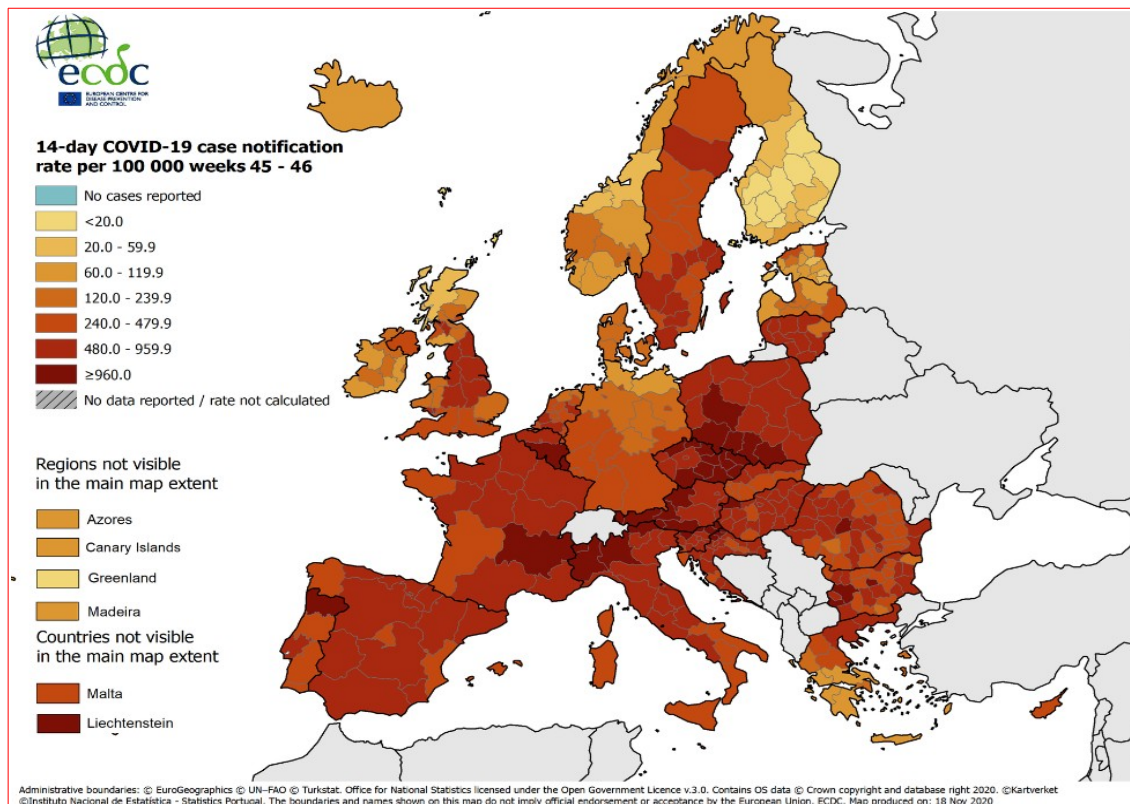 ecdc
EUROPEAN CENTRE FOR
DISEASE PREVENTION
AND CONTROL
14-day COVID-19 case notification
rate per 100 000 weeks 45 - 46
No cases reported
<20.0
20.0 - 59.9
60.0 - 119.9
120.0 - 239.9
240.0 - 479.9
480.0 - 959.9
≥960.0
No data reported / rate not calculated
Regions not visible
in the main map extent
Azores
Canary Islands
Greenland
Madeira
Countries not visible
in the main map extent
Malta
Liechtenstein
Administrative boundaries: © EuroGeographics © UN–FAO © Turkstat. Office for National Statistics licensed under the Open Government Licence v.3.0. Contains OS data © Crown copyright and database right 2020. ©Kartverket
©Instituto Nacional de Estatística - Statistics Portugal. The boundaries and names shown on this map do not imply official endorsement or acceptance by the European Union. ECDC. Map produced on: 18 Nov 2020